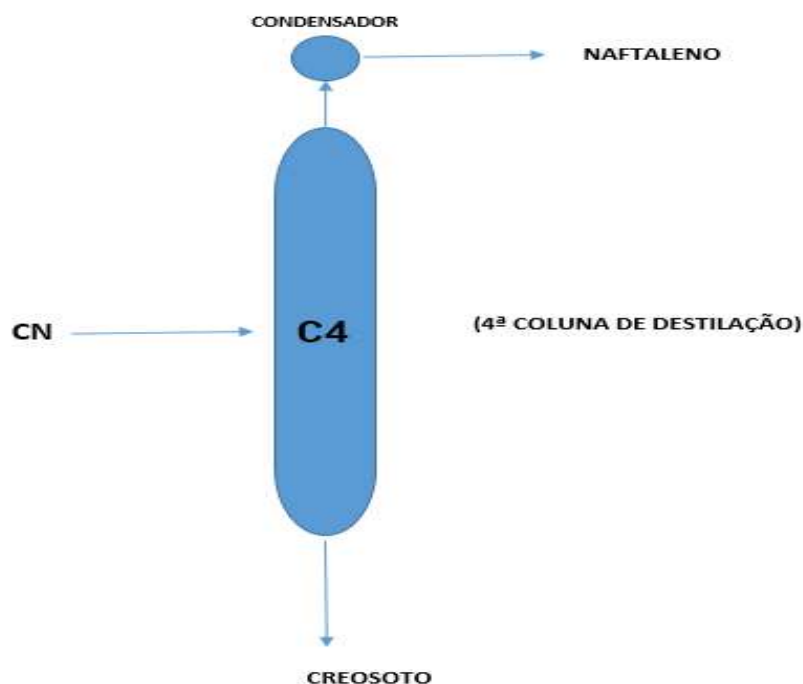 CONDENSADOR
NAFTALENO
CN
C4
(4ª COLUNA DE DESTILAÇÃO)
CREOSOTO